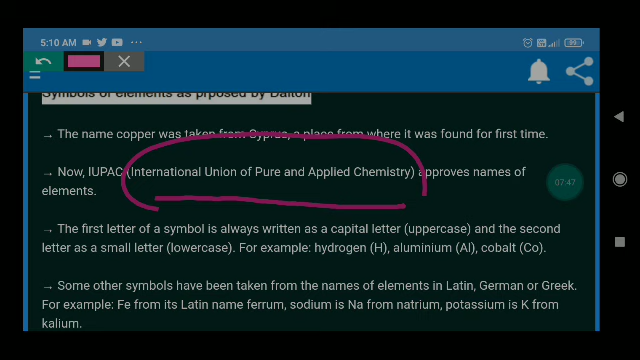 5:10 AM
99
Symbols of elements as prposed by Dalton
→ The name copper was taken from Cyprus, a place from where it was found for first time.
→ Now, IUPAC (International Union of Pure and Applied Chemistry) approves names of
elements.
07:47
→ The first letter of a symbol is always written as a capital letter (uppercase) and the second
letter as a small letter (lowercase). For example: hydrogen (H), aluminium (Al), cobalt (Co).
→ Some other symbols have been taken from the names of elements in Latin, German or Greek.
For example: Fe from its Latin name ferrum, sodium is Na from natrium, potassium is K from
kalium.